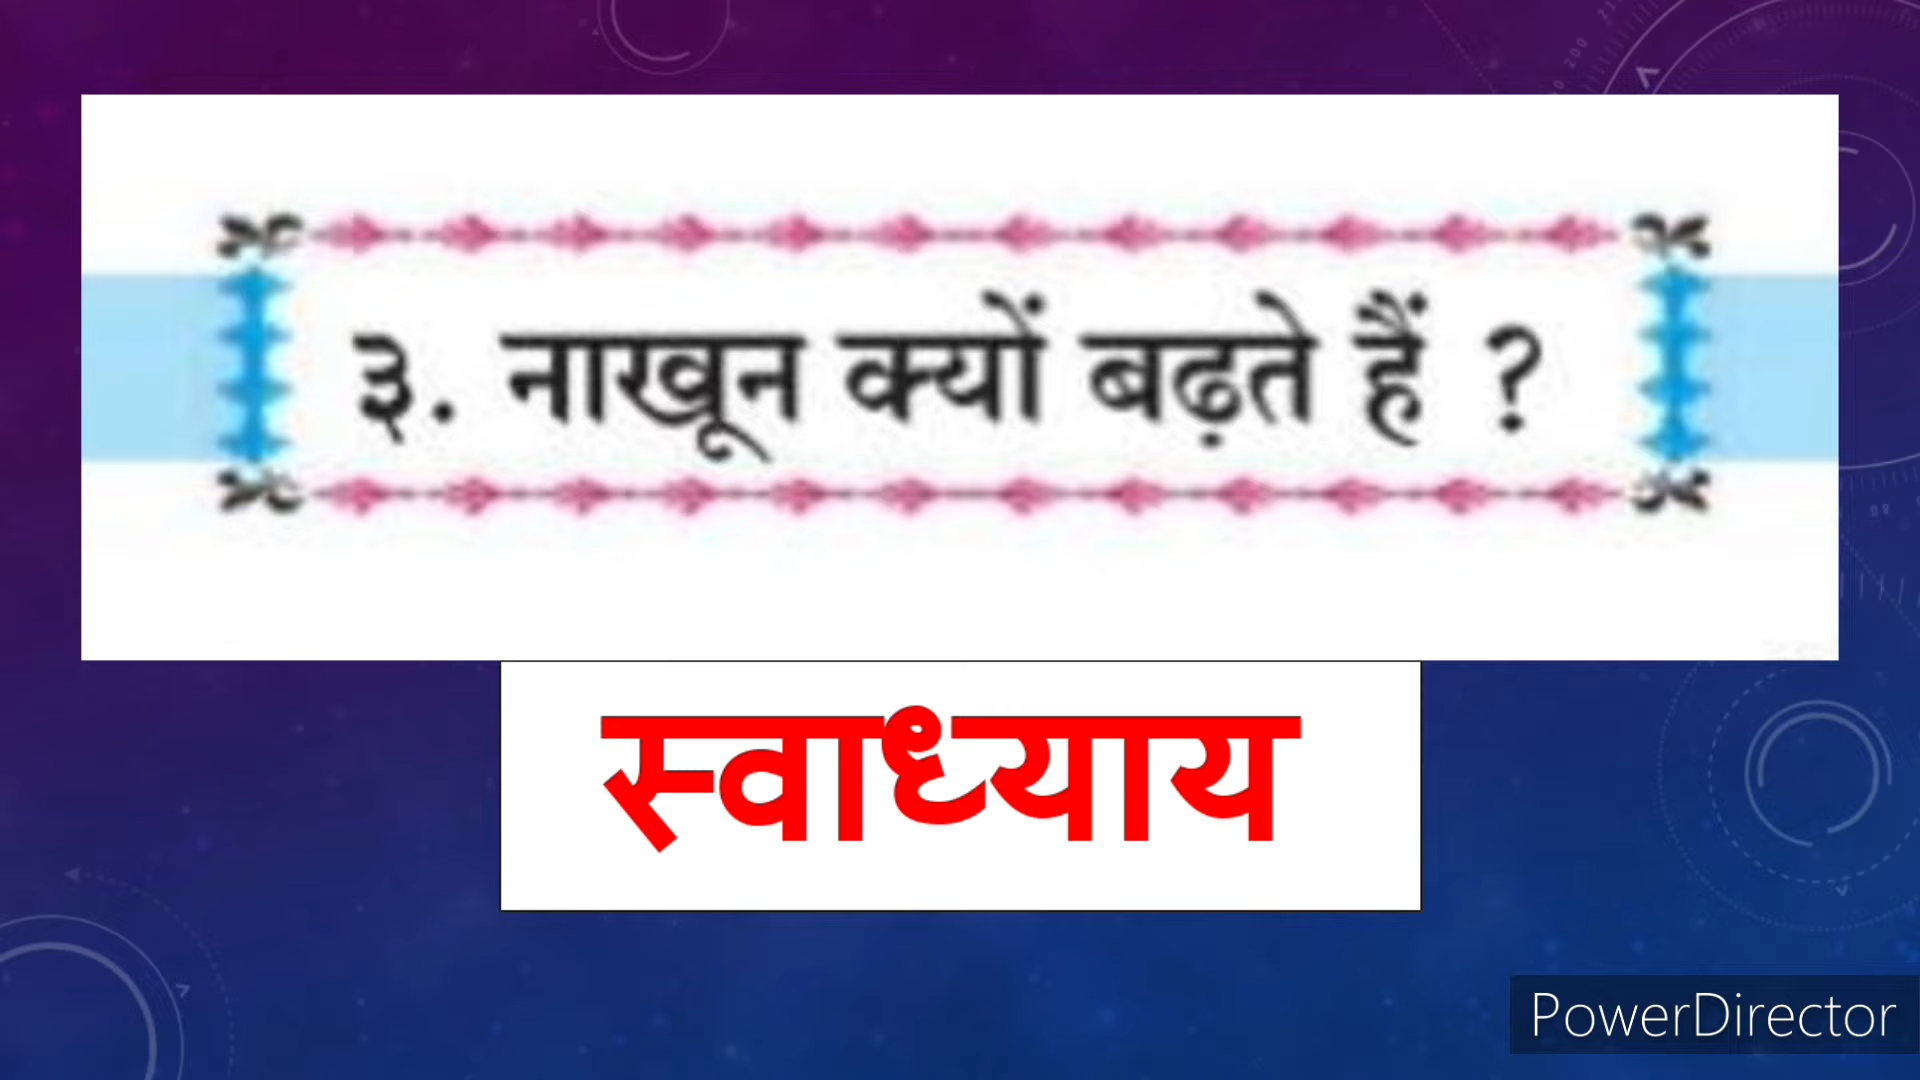 ३. नाखून क्यों बढ़ते हैं ?
स्वाध्याय
PowerDirector